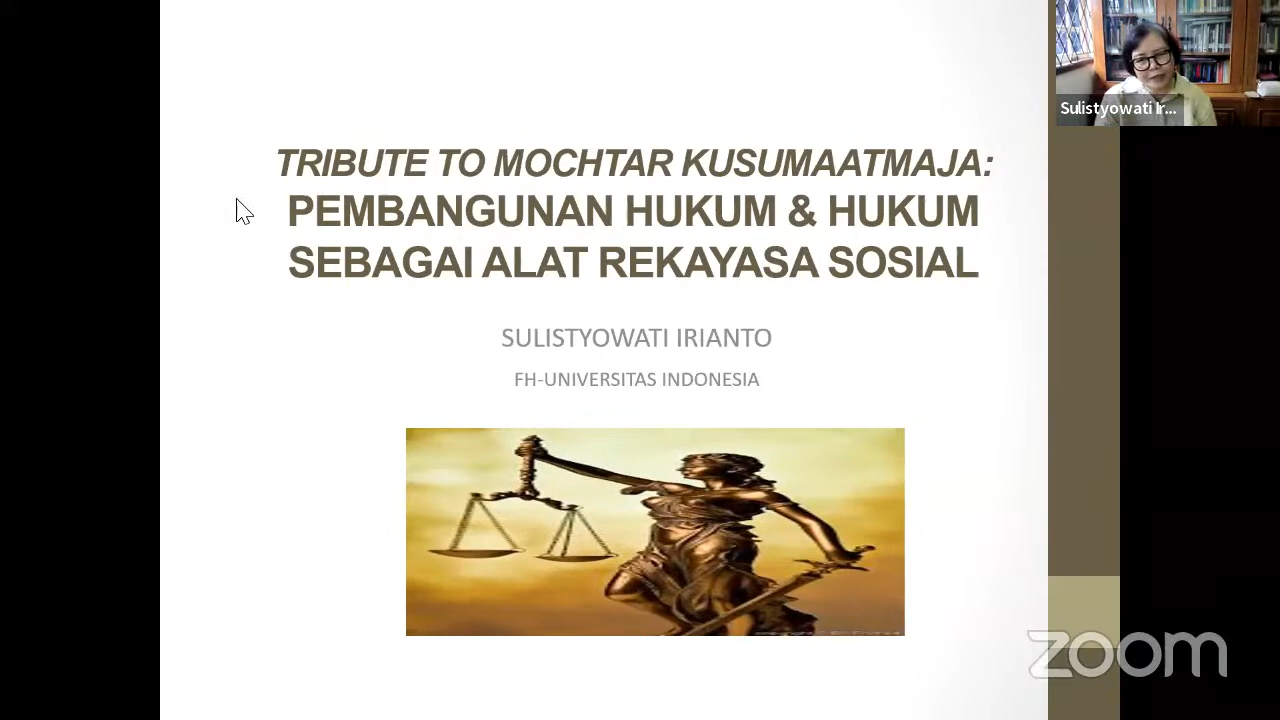 TRIBUTE TO MOCHTAR KUSUMAATMAJA:
PEMBANGUNAN HUKUM & HUKUM
SEBAGAI ALAT REKAYASA SOSIAL
SULISTYOWATI IRIANTO
FH-UNIVERSITAS INDONESIA
Sulistyowati Ir...
zoom